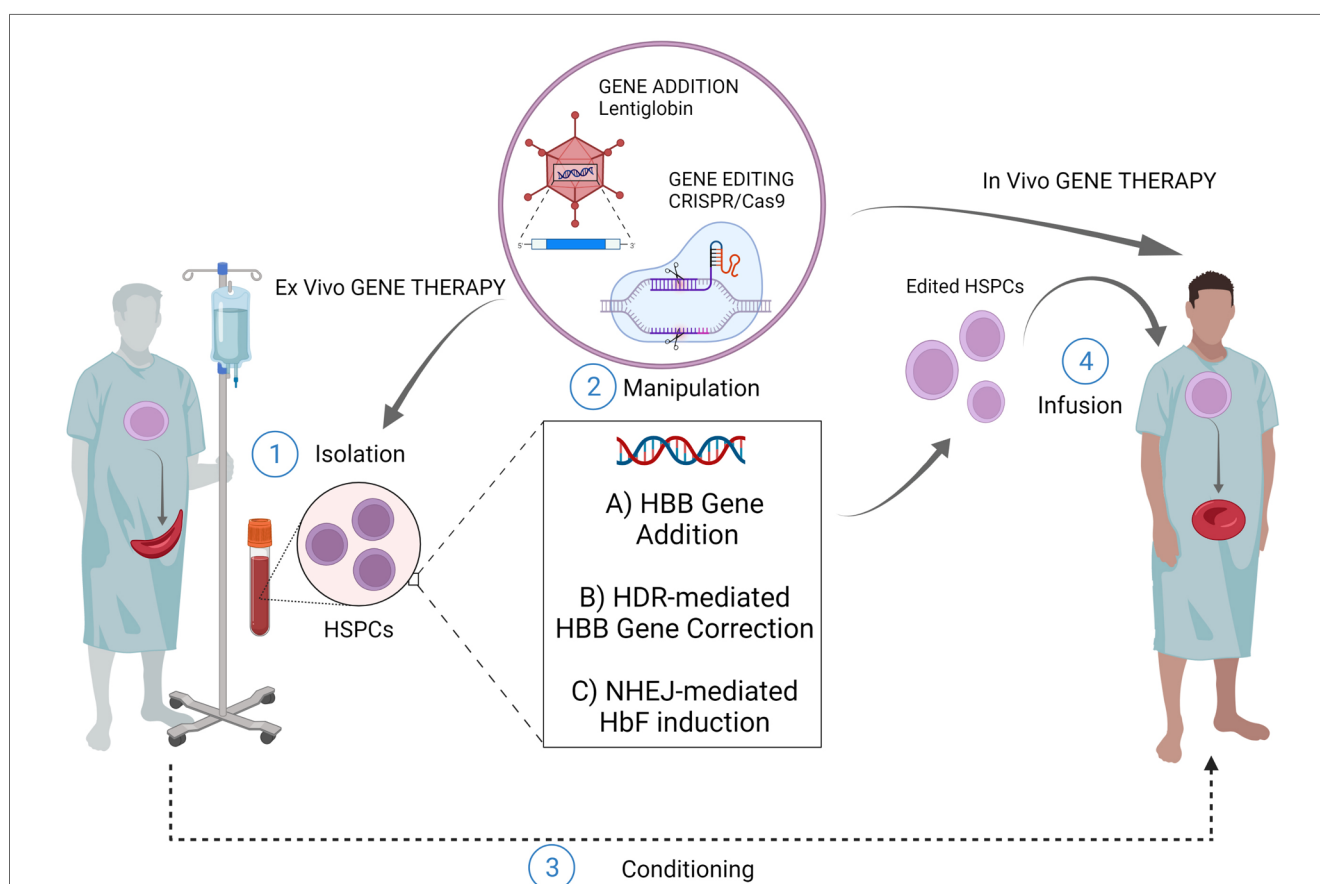 GENE ADDITION
Lentiglobin
GENE EDITING
CRISPR/Cas9
5'
3'
In Vivo GENE THERAPY
Ex Vivo GENE THERAPY
Edited HSPCs
2 Manipulation
4
Infusion
1 Isolation
HSPCs
A) HBB Gene
Addition
B) HDR-mediated
HBB Gene Correction
C) NHEJ-mediated
HbF induction
3 Conditioning